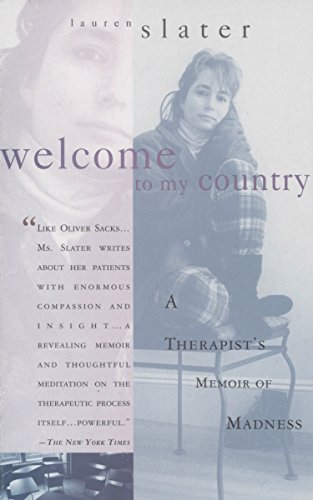 lauren slater
welcome
to my country
“LIKE OLIVER SACKS...
MS. SLATER WRITES
ABOUT HER PATIENTS
WITH ENORMOUS
COMPASSION AND
INSIGHT...A
REVEALING MEMOIR
AND THOUGHTFUL
MEDITATION ON THE
THERAPEUTIC PROCESS
ITSELF...POWERFUL.”
—THE NEW YORK TIMES
A
THERAPIST'S
MEMOIR OF
MADNESS